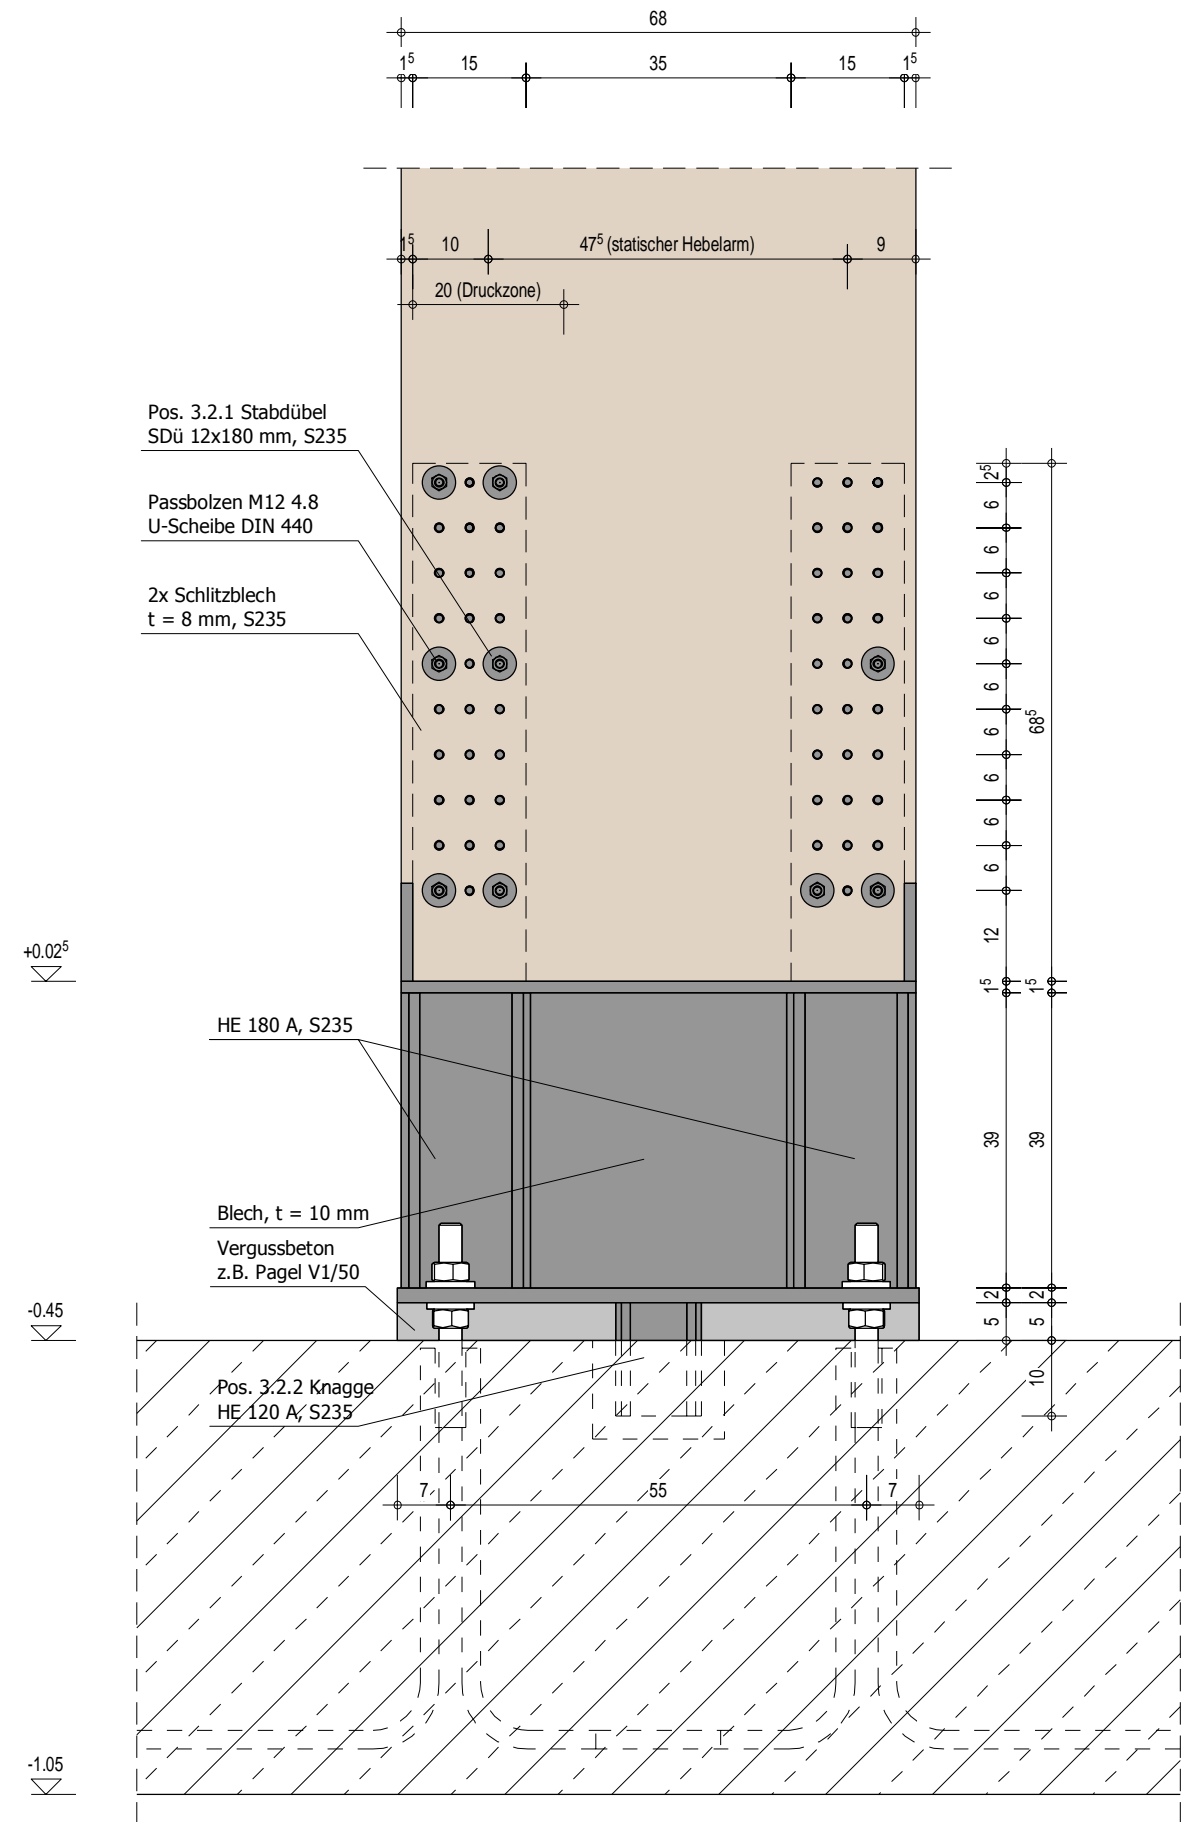 68
1⁵ 15 35 15 1⁵
1⁵ 10 47⁵ (statischer Hebelarm) 9
20 (Druckzone)
Pos. 3.2.1 Stabdübel
SDü 12x180 mm, S235
Passbolzen M12 4.8
U-Scheibe DIN 440
2x Schlitzblech
t = 8 mm, S235
2⁵
6
6
6
6
6
6
6
6
6
12
1⁵
39
2
5
68⁵
1⁵
39
2
5
10
+0.02⁵
HE 180 A, S235
Blech, t = 10 mm
Vergussbeton
z.B. Pagel V1/50
-0.45
Pos. 3.2.2 Knagge
HE 120 A, S235
7 55 7
-1.05